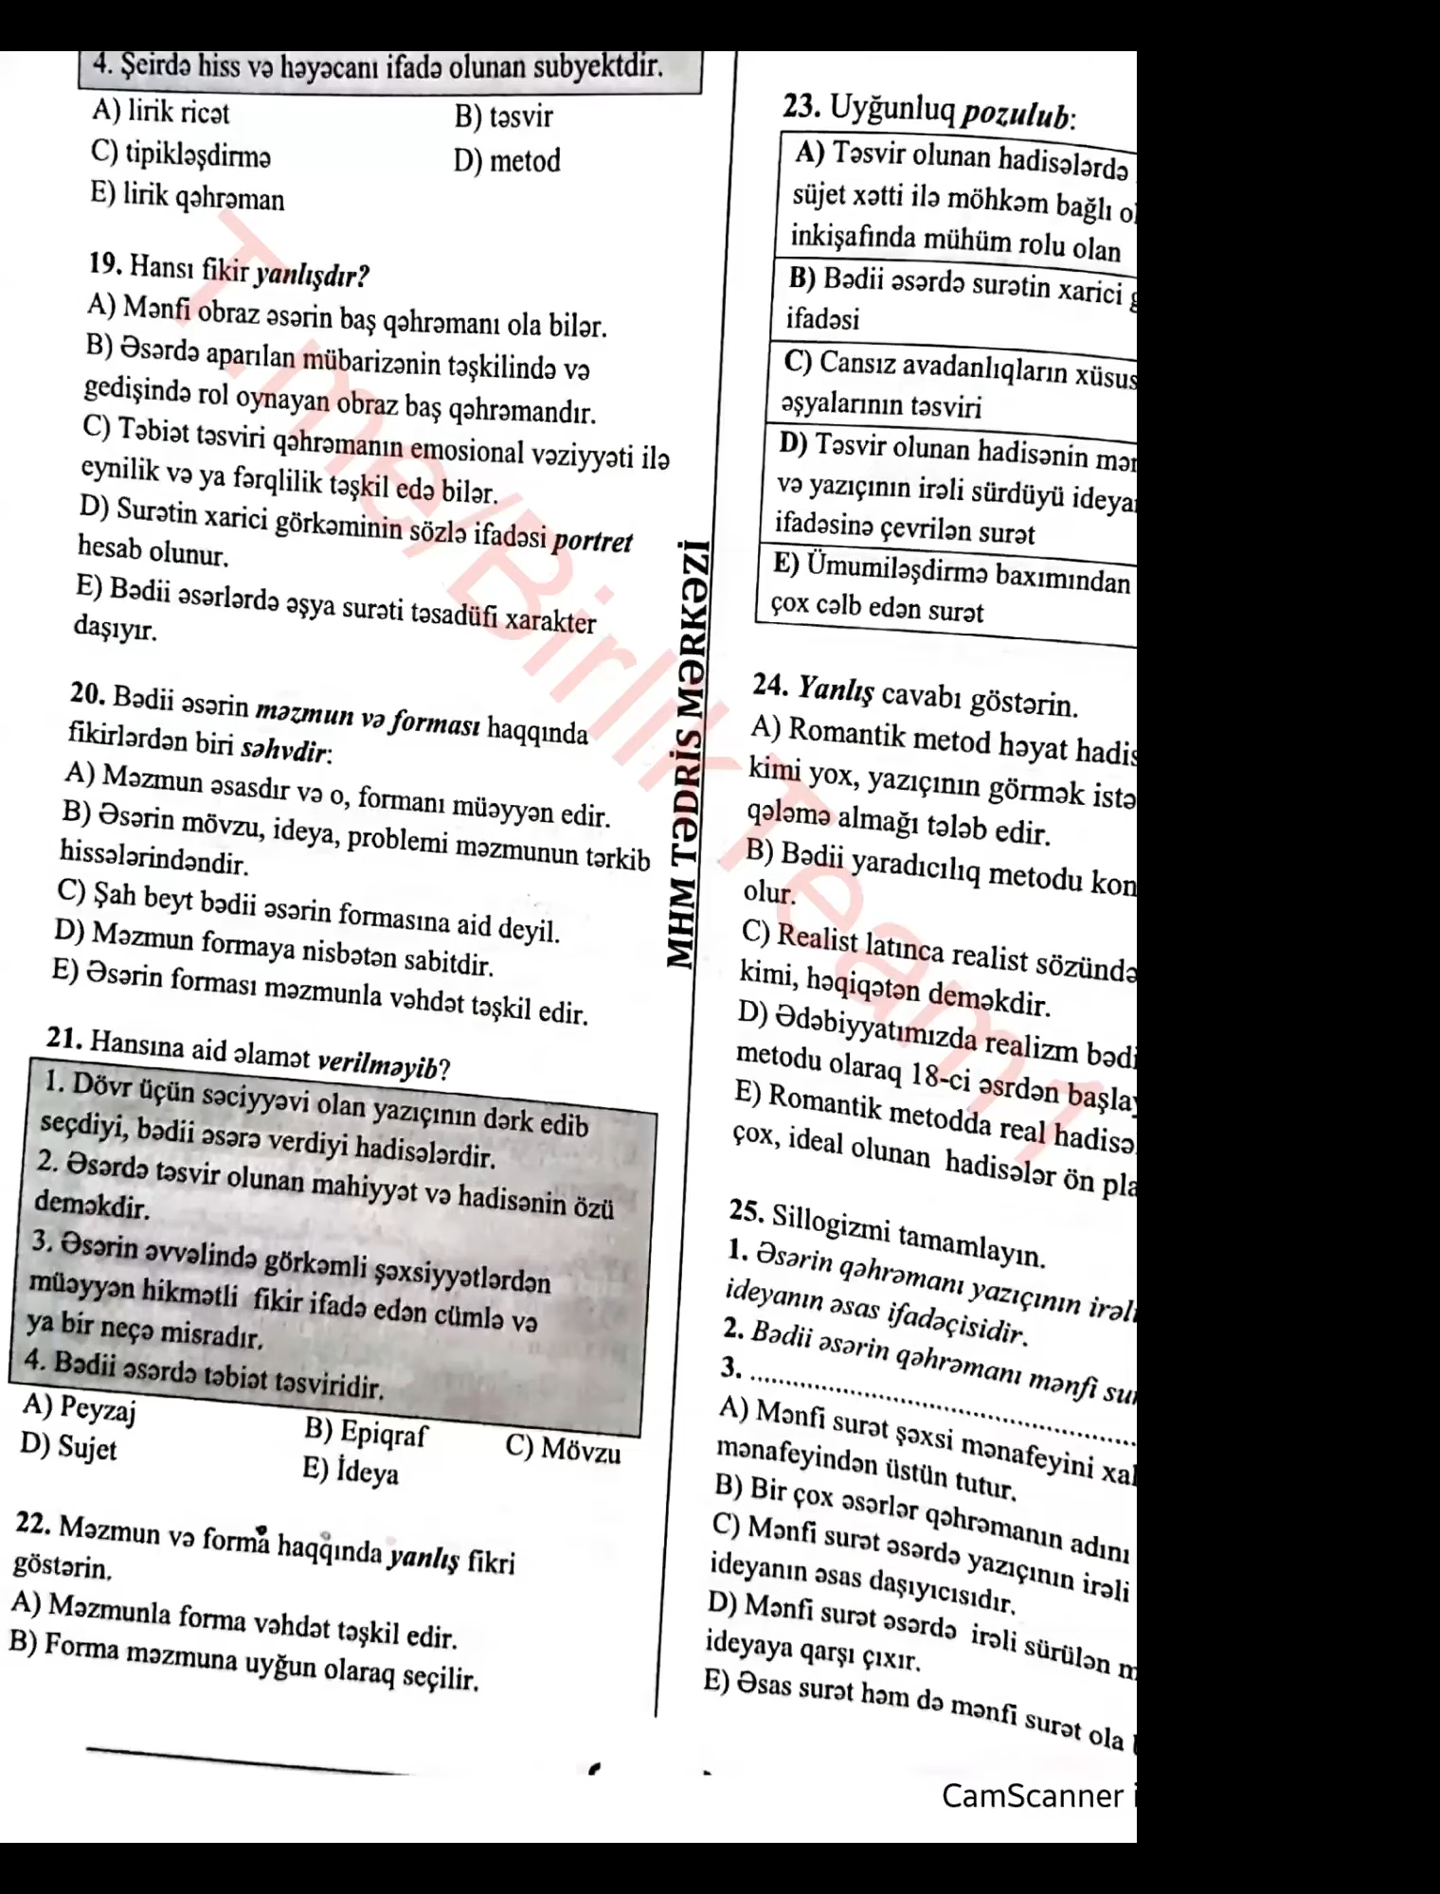 4. Şeirdə hiss və həyəcanı ifadə olunan subyektdir.
A) lirik ricət
B) təsvir
C) tipikləşdirmə
D) metod
E) lirik qəhrəman
19. Hansı fikir yanlışdır?
A) Mənfi obraz əsərin baş qəhrəmanı ola bilər.
B) Əsərdə aparılan mübarizənin təşkilində və
gedişində rol oynayan obraz baş qəhrəmandır.
C) Təbiət təsviri qəhrəmanın emosional vəziyyəti ilə
eynilik və ya fərqlilik təşkil edə bilər.
D) Surətin xarici görkəminin sözlə ifadəsi portret
hesab olunur.
E) Bədii əsərlərdə əşya surəti təsadüfi xarakter
daşıyır.
20. Bədii əsərin məzmun və forması haqqında
fikirlərdən biri səhvdir:
A) Məzmun əsasdır və o, formanı müəyyən edir.
B) Əsərin mövzu, ideya, problemi məzmunun tərkib
hissələrindəndir.
C) Şah beyt bədii əsərin formasına aid deyil.
D) Məzmun formaya nisbətən sabitdir.
E) Əsərin forması məzmunla vəhdət təşkil edir.
21. Hansına aid əlamət verilməyib?
1. Dövr üçün səciyyəvi olan yazıçının dərk edib
seçdiyi, bədii əsərə verdiyi hadisələrdir.
2. Əsərdə təsvir olunan mahiyyət və hadisənin özü
deməkdir.
3. Əsərin əvvəlində görkəmli şəxsiyyətlərdən
müəyyən hikmətli fikir ifadə edən cümlə və
ya bir neçə misradır.
4. Bədii əsərdə təbiət təsviridir.
A) Peyzaj
B) Epiqraf
C) Mövzu
D) Sujet
E) İdeya
22. Məzmun və forma haqqında yanlış fikri
göstərin.
A) Məzmunla forma vəhdət təşkil edir.
B) Forma məzmuna uyğun olaraq seçilir.
MHM TƏDRİS MƏRKƏZİ
23. Uyğunluq pozulub:
A) Təsvir olunan hadisələrdə
süjet xətti ilə möhkəm bağlı ol
inkişafında mühüm rolu olan
B) Bədii əsərdə surətin xarici g
ifadəsi
C) Cansız avadanlıqların xüsus
əşyalarının təsviri
D) Təsvir olunan hadisənin mər
və yazıçının irəli sürdüyü ideya
ifadəsinə çevrilən surət
E) Ümumiləşdirmə baxımından
çox cəlb edən surət
24. Yanlış cavabı göstərin.
A) Romantik metod həyat hadis
kimi yox, yazıçının görmək istə
qələmə almağı tələb edir.
B) Bədii yaradıcılıq metodu kon
olur.
C) Realist latınca realist sözündə
kimi, həqiqətən deməkdir.
D) Ədəbiyyatımızda realizm bədi
metodu olaraq 18-ci əsrdən başlay
E) Romantik metodda real hadisə
çox, ideal olunan hadisələr ön pla
25. Sillogizmi tamamlayın.
1. Əsərin qəhrəmanı yazıçının irəli
ideyanın əsas ifadəçisidir.
2. Bədii əsərin qəhrəmanı mənfi sur
3. ......................................................
A) Mənfi surət şəxsi mənafeyini xal
mənafeyindən üstün tutur.
B) Bir çox əsərlər qəhrəmanın adını
C) Mənfi surət əsərdə yazıçının irəli
ideyanın əsas daşıyıcısıdır.
D) Mənfi surət əsərdə irəli sürülən m
ideyaya qarşı çıxır.
E) Əsas surət həm də mənfi surət ola
T.me/BirlikTeam1
CamScanner i